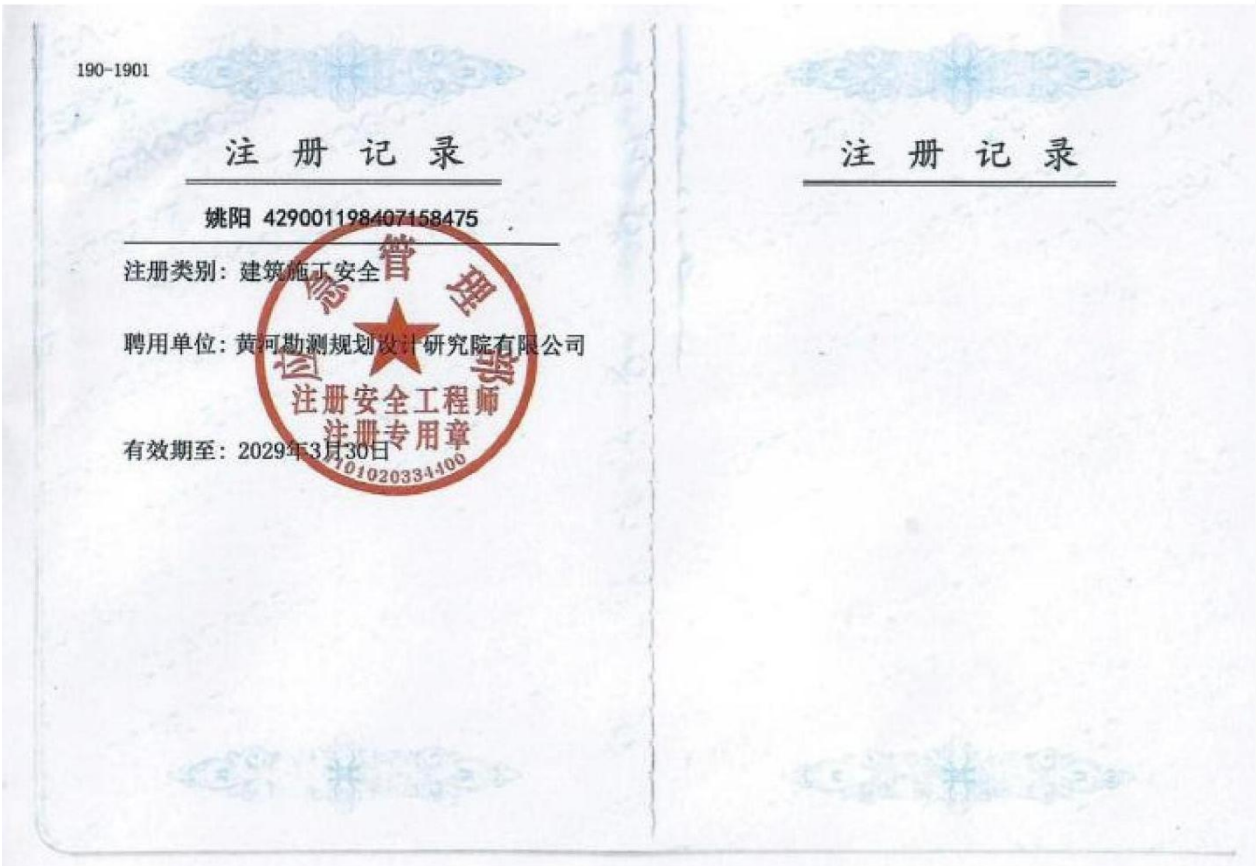 190-1901
注册记录
姚阳 429001198407158475
注册类别：建筑施工安全
聘用单位：黄河勘测规划设计研究院有限公司
有效期至：2029年3月30日
应急管理部
注册安全工程师
注册专用章
1101020334400
注册记录